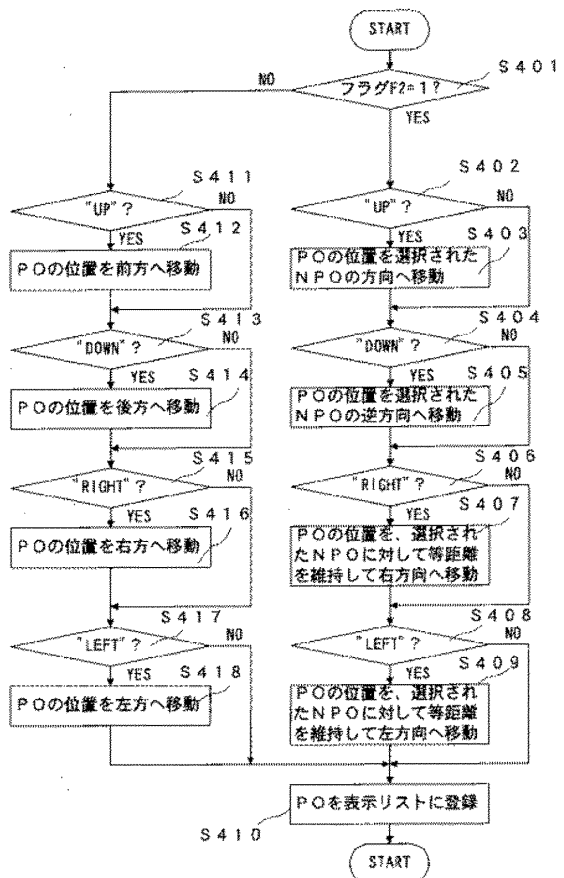 START
フラグF2=1?
S401
NO
YES
S411
"UP"?
NO
YES
S412
POの位置を前方へ移動
S402
"UP"?
NO
YES
S403
POの位置を選択された
NPOの方向へ移動
S413
"DOWN"?
NO
YES
S414
POの位置を後方へ移動
S404
"DOWN"?
NO
YES
S405
POの位置を選択された
NPOの逆方向へ移動
S415
"RIGHT"?
NO
YES
S416
POの位置を右方へ移動
S406
"RIGHT"?
NO
YES
S407
POの位置を、選択され
たNPOに対して等距離
を維持して右方向へ移動
S417
"LEFT"?
NO
YES
S418
POの位置を左方へ移動
S408
"LEFT"?
NO
YES
S409
POの位置を、選択され
たNPOに対して等距離
を維持して左方向へ移動
POを表示リストに登録
S410
START